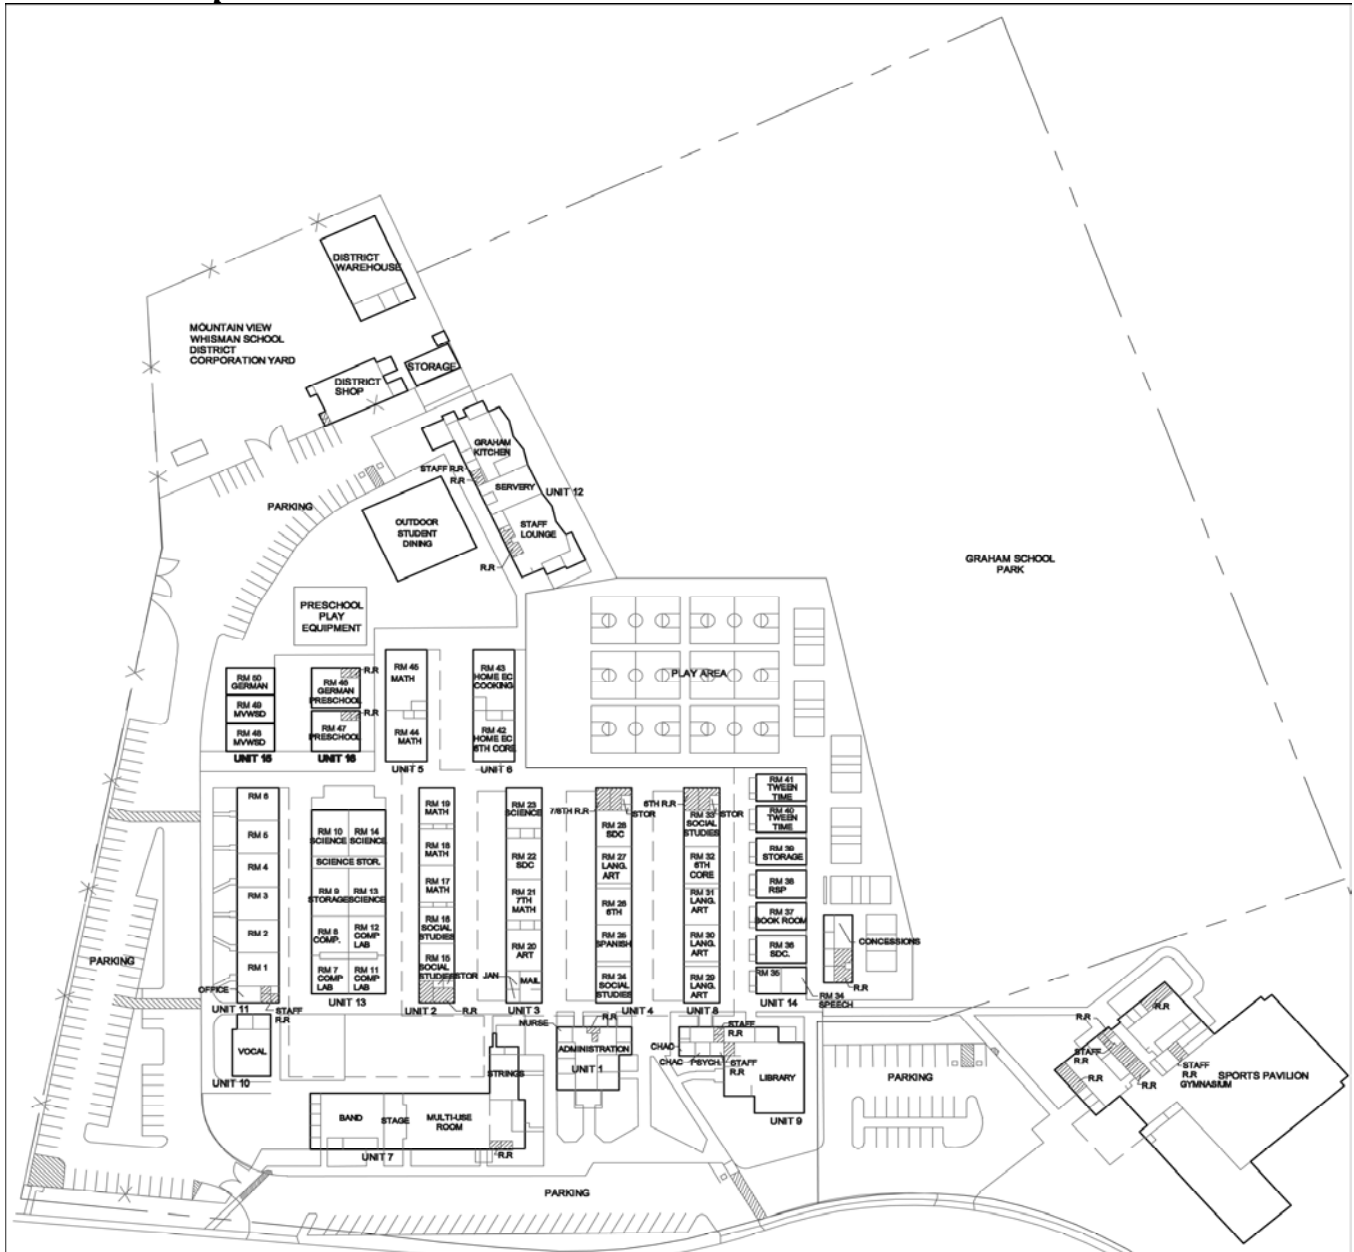 DISTRICT
WAREHOUSE
MOUNTAIN VIEW
WHISMAN SCHOOL
DISTRICT
CORPORATION YARD
STORAGE
DISTRICT
SHOP
GRAHAM
KITCHEN
STAFF R.R
R.R
SERVERY
UNIT 12
PARKING
OUTDOOR
STUDENT
DINING
STAFF
LOUNGE
R.R
GRAHAM SCHOOL
PARK
PRESCHOOL
PLAY
EQUIPMENT
PLAY AREA
RM 50
GERMAN
RM 49
MVWSD
RM 48
MVWSD
UNIT 15
R.R
RM 46
GERMAN
PRESCHOOL
R.R
RM 47
PRESCHOOL
UNIT 16
RM 45
MATH
RM 44
MATH
UNIT 5
RM 43
HOME EC
COOKING
RM 42
HOME EC
6TH CORE
UNIT 6
RM 6
RM 5
RM 4
RM 3
RM 2
RM 1
OFFICE
UNIT 11
STAFF
R.R
RM 10
SCIENCE
RM 14
SCIENCE
SCIENCE STOR.
RM 9
STORAGE
RM 13
SCIENCE
RM 8
COMP.
RM 12
COMP
LAB
RM 7
COMP
LAB
RM 11
COMP
LAB
UNIT 13
RM 19
MATH
RM 18
MATH
RM 17
MATH
RM 16
SOCIAL
STUDIES
RM 15
SOCIAL
STUDIES
STOR
R.R
UNIT 2
RM 23
SCIENCE
RM 22
SDC
RM 21
7TH
MATH
RM 20
ART
JAN
MAIL
UNIT 3
7/8TH R.R
STOR
RM 28
SDC
RM 27
LANG.
ART
RM 26
6TH
RM 25
SPANISH
RM 24
SOCIAL
STUDIES
UNIT 4
6TH R.R
STOR
RM 33
SOCIAL
STUDIES
RM 32
6TH
CORE
RM 31
LANG.
ART
RM 30
LANG.
ART
RM 29
LANG.
ART
UNIT 8
RM 41
TWEEN
TIME
RM 40
TWEEN
TIME
RM 39
STORAGE
RM 38
RSP
RM 37
BOOK ROOM
RM 36
SDC.
RM 35
UNIT 14
RM 34
SPEECH
CONCESSIONS
R.R
PARKING
VOCAL
UNIT 10
NURSE
R.R
ADMINISTRATION
UNIT 1
STRINGS
BAND
STAGE
MULTI-USE
ROOM
R.R
UNIT 7
CHAC
CHAC
PSYCH.
STAFF
R.R
STAFF
R.R
LIBRARY
UNIT 9
PARKING
PARKING
R.R
R.R
STAFF
R.R
R.R
R.R
STAFF
R.R
GYMNASIUM
SPORTS PAVILION